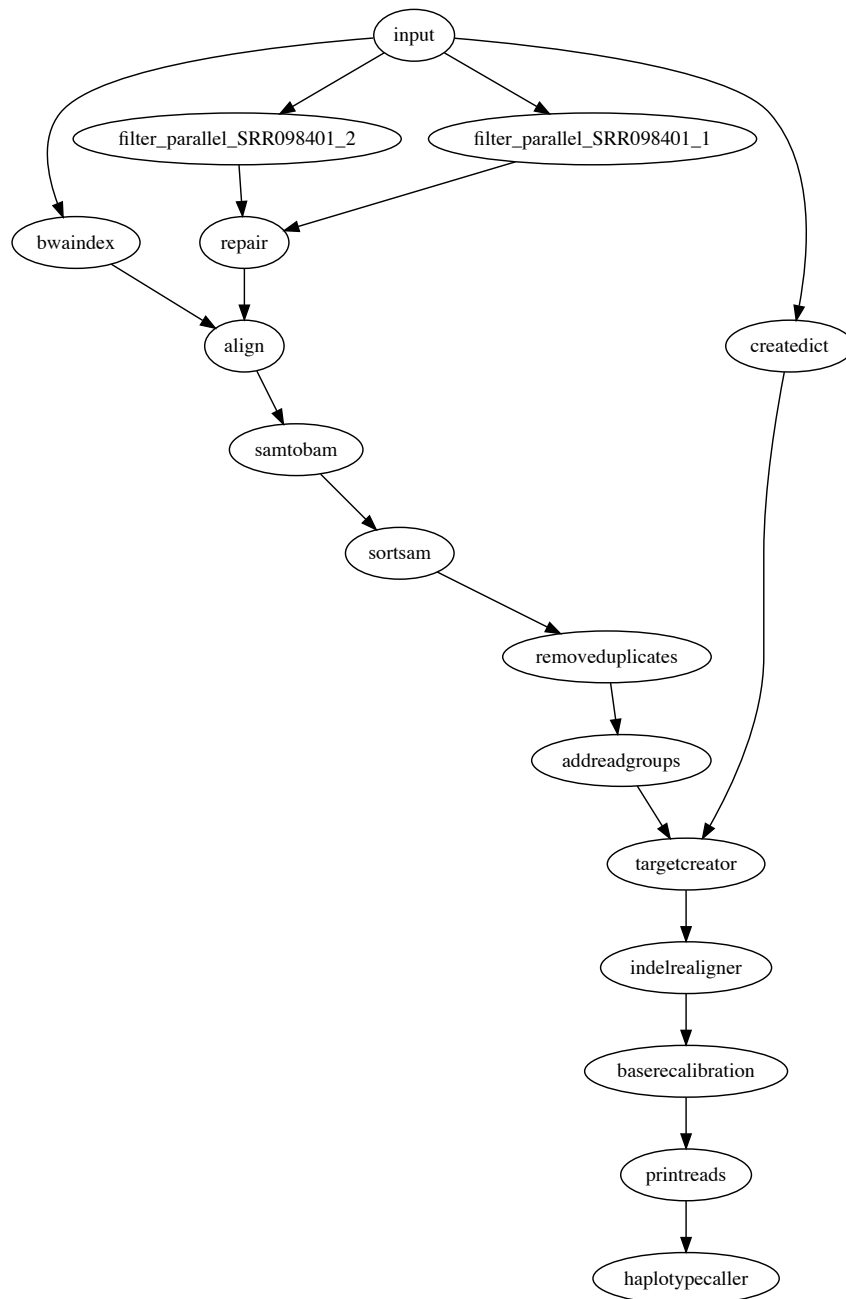 input
filter_parallel_SRR098401_2
filter_parallel_SRR098401_1
bwaindex
repair
align
createdict
samtobam
sortsam
removeduplicates
addreadgroups
targetcreator
indelrealigner
baserecalibration
printreads
haplotypecaller